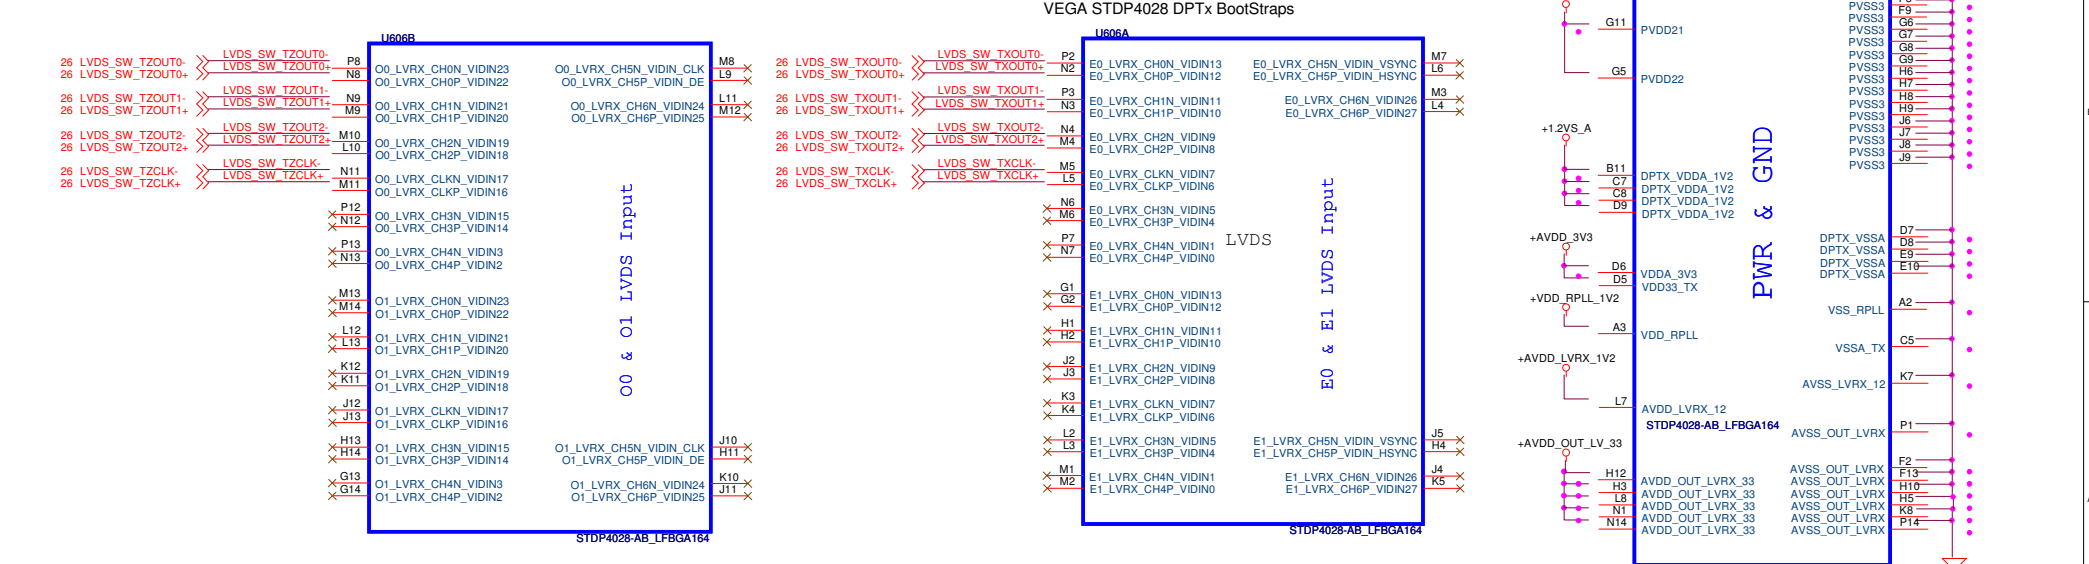 VEGA STDP4028 DPTx BootStraps
U606B
26 LVDS_SW_TZOUT0- LVDS_SW_TZOUT0- P8 O0_LVRX_CH0N_VIDIN23 O0_LVRX_CH5N_VIDIN_CLK M8
26 LVDS_SW_TZOUT0+ LVDS_SW_TZOUT0+ N8 O0_LVRX_CH0P_VIDIN22 O0_LVRX_CH5P_VIDIN_DE L9
26 LVDS_SW_TZOUT1- LVDS_SW_TZOUT1- N9 O0_LVRX_CH1N_VIDIN21 O0_LVRX_CH6N_VIDIN24 L11
26 LVDS_SW_TZOUT1+ LVDS_SW_TZOUT1+ M9 O0_LVRX_CH1P_VIDIN20 O0_LVRX_CH6P_VIDIN25 M12
26 LVDS_SW_TZOUT2- LVDS_SW_TZOUT2- M10 O0_LVRX_CH2N_VIDIN19
26 LVDS_SW_TZOUT2+ LVDS_SW_TZOUT2+ L10 O0_LVRX_CH2P_VIDIN18
26 LVDS_SW_TZCLK- LVDS_SW_TZCLK- N11 O0_LVRX_CLKN_VIDIN17
26 LVDS_SW_TZCLK+ LVDS_SW_TZCLK+ M11 O0_LVRX_CLKP_VIDIN16
P12 O0_LVRX_CH3N_VIDIN15
N12 O0_LVRX_CH3P_VIDIN14
P13 O0_LVRX_CH4N_VIDIN3
N13 O0_LVRX_CH4P_VIDIN2
M13 O1_LVRX_CH0N_VIDIN23
M14 O1_LVRX_CH0P_VIDIN22
L12 O1_LVRX_CH1N_VIDIN21
L13 O1_LVRX_CH1P_VIDIN20
K12 O1_LVRX_CH2N_VIDIN19
K11 O1_LVRX_CH2P_VIDIN18
J12 O1_LVRX_CLKN_VIDIN17
J13 O1_LVRX_CLKP_VIDIN16
H13 O1_LVRX_CH3N_VIDIN15 O1_LVRX_CH5N_VIDIN_CLK J10
H14 O1_LVRX_CH3P_VIDIN14 O1_LVRX_CH5P_VIDIN_DE H11
G13 O1_LVRX_CH4N_VIDIN3 O1_LVRX_CH6N_VIDIN24 K10
G14 O1_LVRX_CH4P_VIDIN2 O1_LVRX_CH6P_VIDIN25 J11
O0 & O1 LVDS Input
STDP4028-AB_LFBGA164
U606A
26 LVDS_SW_TXOUT0- LVDS_SW_TXOUT0- P2 E0_LVRX_CH0N_VIDIN13 E0_LVRX_CH5N_VIDIN_VSYNC M7
26 LVDS_SW_TXOUT0+ LVDS_SW_TXOUT0+ N2 E0_LVRX_CH0P_VIDIN12 E0_LVRX_CH5P_VIDIN_HSYNC L6
26 LVDS_SW_TXOUT1- LVDS_SW_TXOUT1- P3 E0_LVRX_CH1N_VIDIN11 E0_LVRX_CH6N_VIDIN26 M3
26 LVDS_SW_TXOUT1+ LVDS_SW_TXOUT1+ N3 E0_LVRX_CH1P_VIDIN10 E0_LVRX_CH6P_VIDIN27 L4
26 LVDS_SW_TXOUT2- LVDS_SW_TXOUT2- N4 E0_LVRX_CH2N_VIDIN9
26 LVDS_SW_TXOUT2+ LVDS_SW_TXOUT2+ M4 E0_LVRX_CH2P_VIDIN8
26 LVDS_SW_TXCLK- LVDS_SW_TXCLK- M5 E0_LVRX_CLKN_VIDIN7
26 LVDS_SW_TXCLK+ LVDS_SW_TXCLK+ L5 E0_LVRX_CLKP_VIDIN6
N6 E0_LVRX_CH3N_VIDIN5
M6 E0_LVRX_CH3P_VIDIN4
P7 E0_LVRX_CH4N_VIDIN1
N7 E0_LVRX_CH4P_VIDIN0
LVDS
G1 E1_LVRX_CH0N_VIDIN13
G2 E1_LVRX_CH0P_VIDIN12
H1 E1_LVRX_CH1N_VIDIN11
H2 E1_LVRX_CH1P_VIDIN10
J2 E1_LVRX_CH2N_VIDIN9
J3 E1_LVRX_CH2P_VIDIN8
K3 E1_LVRX_CLKN_VIDIN7
K4 E1_LVRX_CLKP_VIDIN6
L2 E1_LVRX_CH3N_VIDIN5 E1_LVRX_CH5N_VIDIN_VSYNC J5
L3 E1_LVRX_CH3P_VIDIN4 E1_LVRX_CH5P_VIDIN_HSYNC H4
M1 E1_LVRX_CH4N_VIDIN1 E1_LVRX_CH6N_VIDIN26 J4
M2 E1_LVRX_CH4P_VIDIN0 E1_LVRX_CH6P_VIDIN27 K5
E0 & E1 LVDS Input
STDP4028-AB_LFBGA164
G11 PVDD21
G5 PVDD22
+1.2VS_A
B11 DPTX_VDDA_1V2
C7 DPTX_VDDA_1V2
C8 DPTX_VDDA_1V2
D9 DPTX_VDDA_1V2
+AVDD_3V3
D6 VDDA_3V3
D5 VDD33_TX
+VDD_RPLL_1V2
A3 VDD_RPLL
+AVDD_LVRX_1V2
L7 AVDD_LVRX_12
STDP4028-AB_LFBGA164
+AVDD_OUT_LV_33
H12 AVDD_OUT_LVRX_33
H3 AVDD_OUT_LVRX_33
L8 AVDD_OUT_LVRX_33
N1 AVDD_OUT_LVRX_33
N14 AVDD_OUT_LVRX_33
PWR & GND
PVSS3
PVSS3 F9
PVSS3 G6
PVSS3 G7
PVSS3 G8
PVSS3 G9
PVSS3 H6
PVSS3 H7
PVSS3 H8
PVSS3 H9
PVSS3 J6
PVSS3 J7
PVSS3 J8
PVSS3 J9
DPTX_VSSA D7
DPTX_VSSA D8
DPTX_VSSA E9
DPTX_VSSA E10
VSS_RPLL A2
VSSA_TX C5
AVSS_LVRX_12 K7
AVSS_OUT_LVRX P1
AVSS_OUT_LVRX F2
AVSS_OUT_LVRX F13
AVSS_OUT_LVRX H10
AVSS_OUT_LVRX H5
AVSS_OUT_LVRX K8
AVSS_OUT_LVRX P14